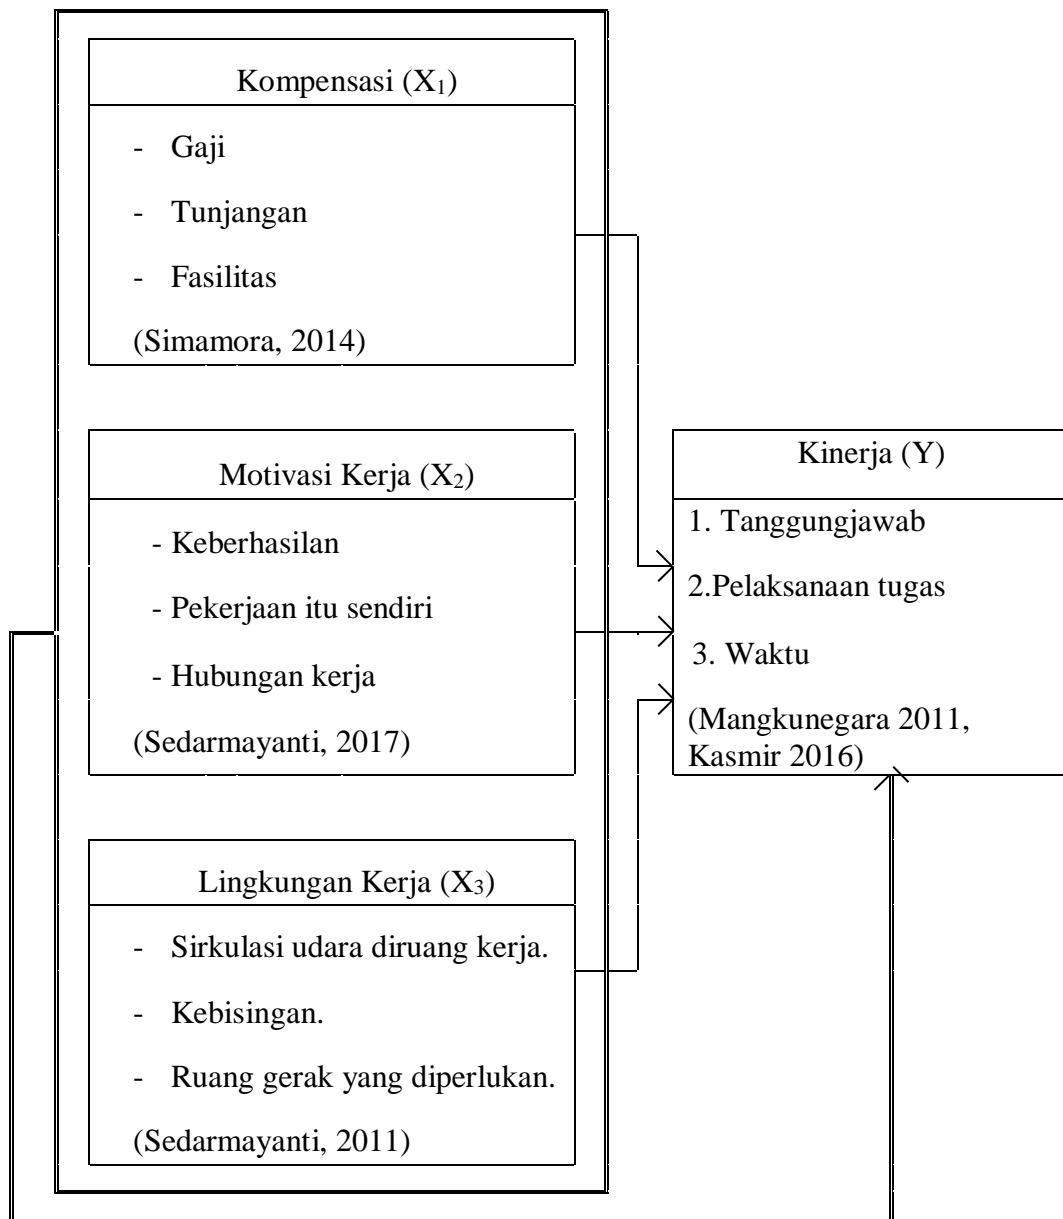 Kompensasi (X₁)
- Gaji
- Tunjangan
- Fasilitas
(Simamora, 2014)
Motivasi Kerja (X₂)
- Keberhasilan
- Pekerjaan itu sendiri
- Hubungan kerja
(Sedarmayanti, 2017)
Lingkungan Kerja (X₃)
- Sirkulasi udara diruang kerja.
- Kebisingan.
- Ruang gerak yang diperlukan.
(Sedarmayanti, 2011)
Kinerja (Y)
1. Tanggungjawab
2.Pelaksanaan tugas
3. Waktu
(Mangkunegara 2011,
Kasmir 2016)